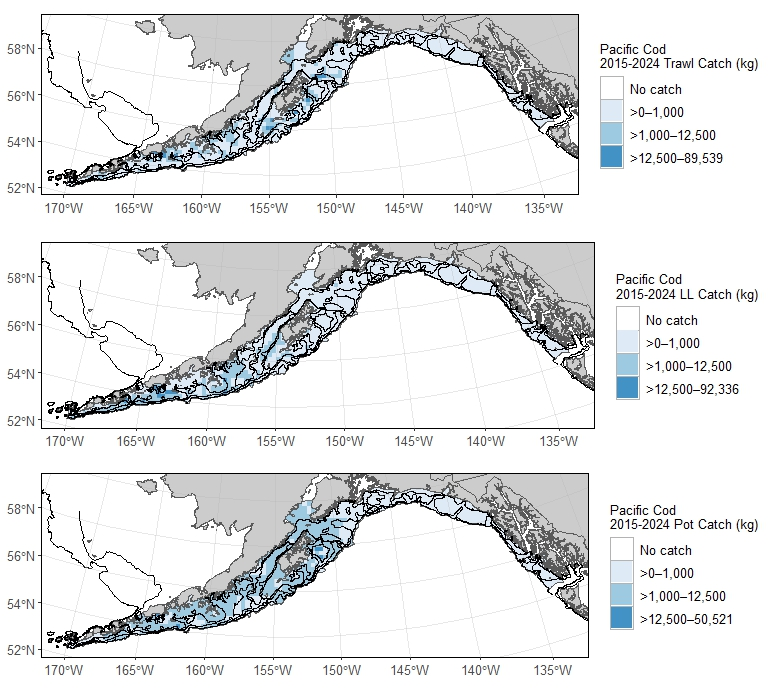 58°N
56°N
54°N
52°N
170°W
165°W
160°W
155°W
150°W
145°W
140°W
135°W
Pacific Cod
2015-2024 Trawl Catch (kg)
No catch
>0–1,000
>1,000–12,500
>12,500–89,539
58°N
56°N
54°N
52°N
170°W
165°W
160°W
155°W
150°W
145°W
140°W
135°W
Pacific Cod
2015-2024 LL Catch (kg)
No catch
>0–1,000
>1,000–12,500
>12,500–92,336
58°N
56°N
54°N
52°N
170°W
165°W
160°W
155°W
150°W
145°W
140°W
135°W
Pacific Cod
2015-2024 Pot Catch (kg)
No catch
>0–1,000
>1,000–12,500
>12,500–50,521